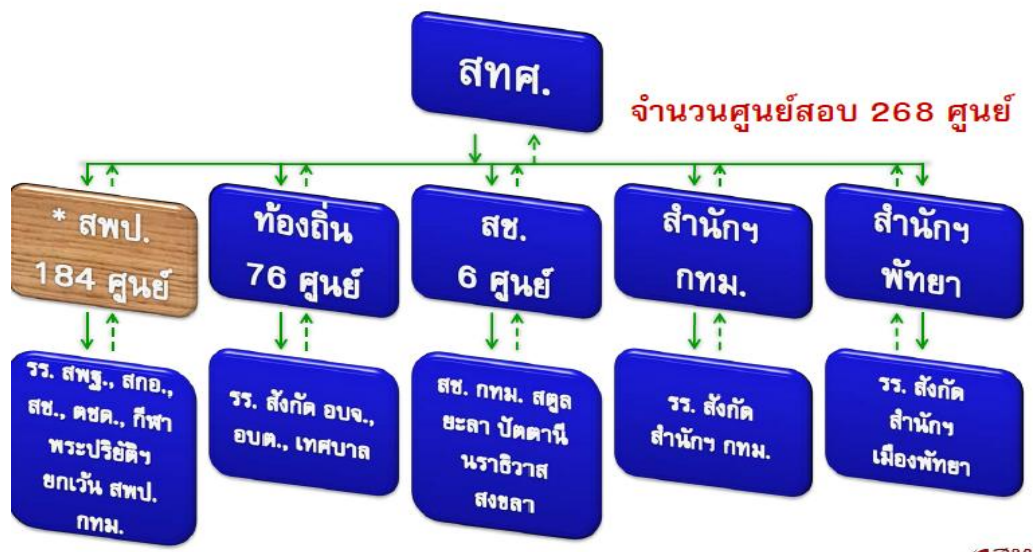 สทศ.
จำนวนศูนย์สอบ 268 ศูนย์
* สพป.
184 ศูนย์
ท้องถิ่น
76 ศูนย์
สช.
6 ศูนย์
สำนักฯ
กทม.
สำนักฯ
พัทยา
รร. สพฐ., สกอ.,
สช., ตชด., กีฬา
พระปริยัติฯ
ยกเว้น สพป.
กทม.
รร. สังกัด อบจ.,
อบต., เทศบาล
สช. กทม. สตูล
ยะลา ปัตตานี
นราธิวาส
สงขลา
รร. สังกัด
สำนักฯ กทม.
รร. สังกัด
สำนักฯ
เมืองพัทยา